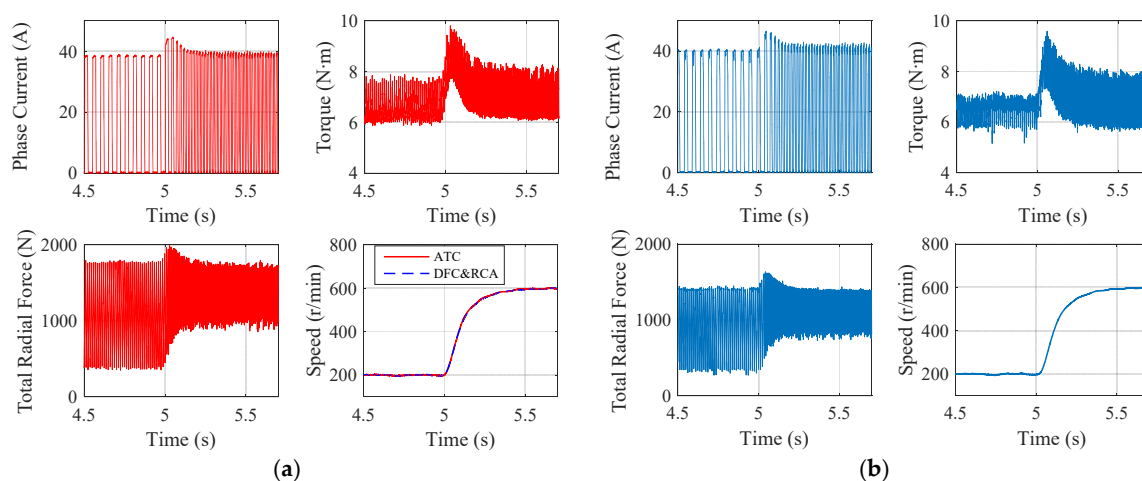 Phase Current (A)
40
20
0
4.5 5 5.5
Time (s)
Torque (N·m)
10
8
6
4
4.5 5 5.5
Time (s)
Total Radial Force (N)
2000
1000
0
4.5 5 5.5
Time (s)
Speed (r/min)
800
600
400
200
4.5 5 5.5
Time (s)
ATC
DFC&RCA
(a)
Phase Current (A)
40
20
0
4.5 5 5.5
Time (s)
Torque (N·m)
10
8
6
4
4.5 5 5.5
Time (s)
Total Radial Force (N)
2000
1000
0
4.5 5 5.5
Time (s)
Speed (r/min)
800
600
400
200
4.5 5 5.5
Time (s)
(b)